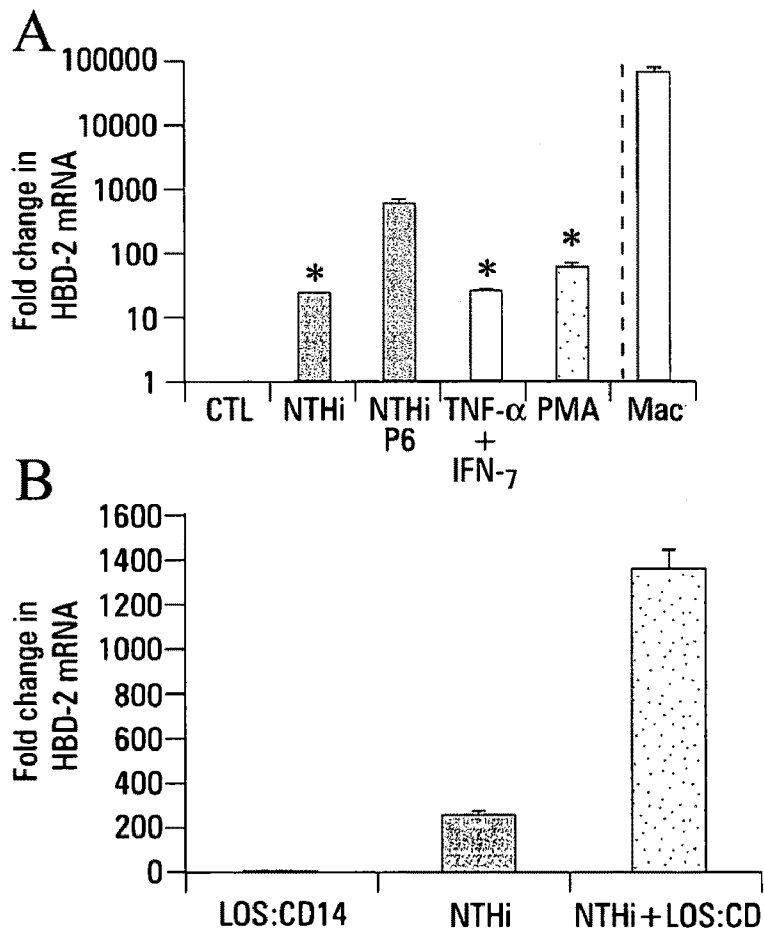 A
Fold change in
HBD-2 mRNA
100000
10000
1000
100
10
1
*
*
*
CTL
NTHi
NTHi
P6
TNF-α
+
IFN-7
PMA
Mac
B
Fold change in
HBD-2 mRNA
1600
1400
1200
1000
800
600
400
200
0
LOS:CD14
NTHi
NTHi+LOS:CD